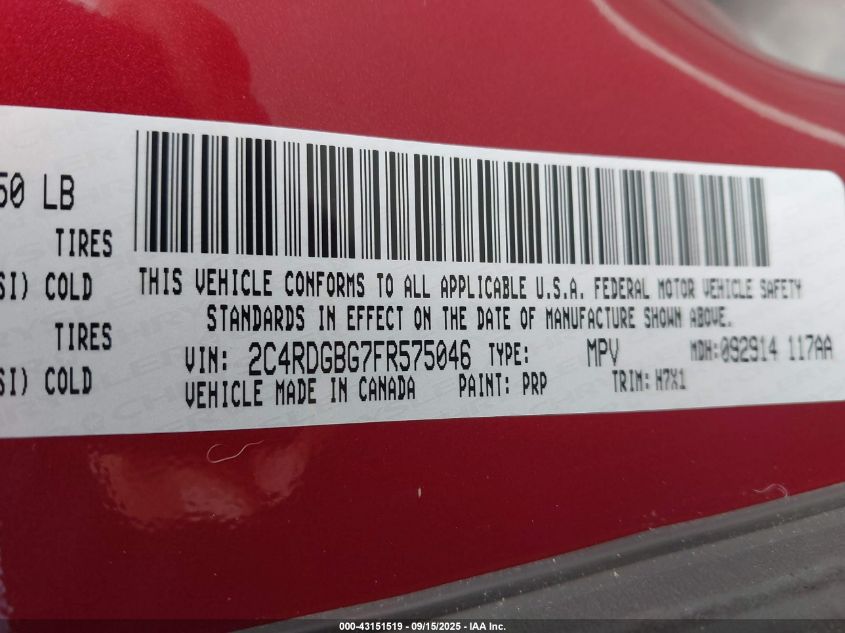 50 LB
TIRES
SI) COLD
TIRES
SI) COLD
THIS VEHICLE CONFORMS TO ALL APPLICABLE U.S.A. FEDERAL MOTOR VEHICLE SAFETY
STANDARDS IN EFFECT ON THE DATE OF MANUFACTURE SHOWN ABOVE.
VIN: 2C4RDGBG7FR575046 TYPE: MPV MDH:092914 117AA
VEHICLE MADE IN CANADA PAINT: PRP TRIM: H7X1
000-43151519 - 09/15/2025 - IAA Inc.